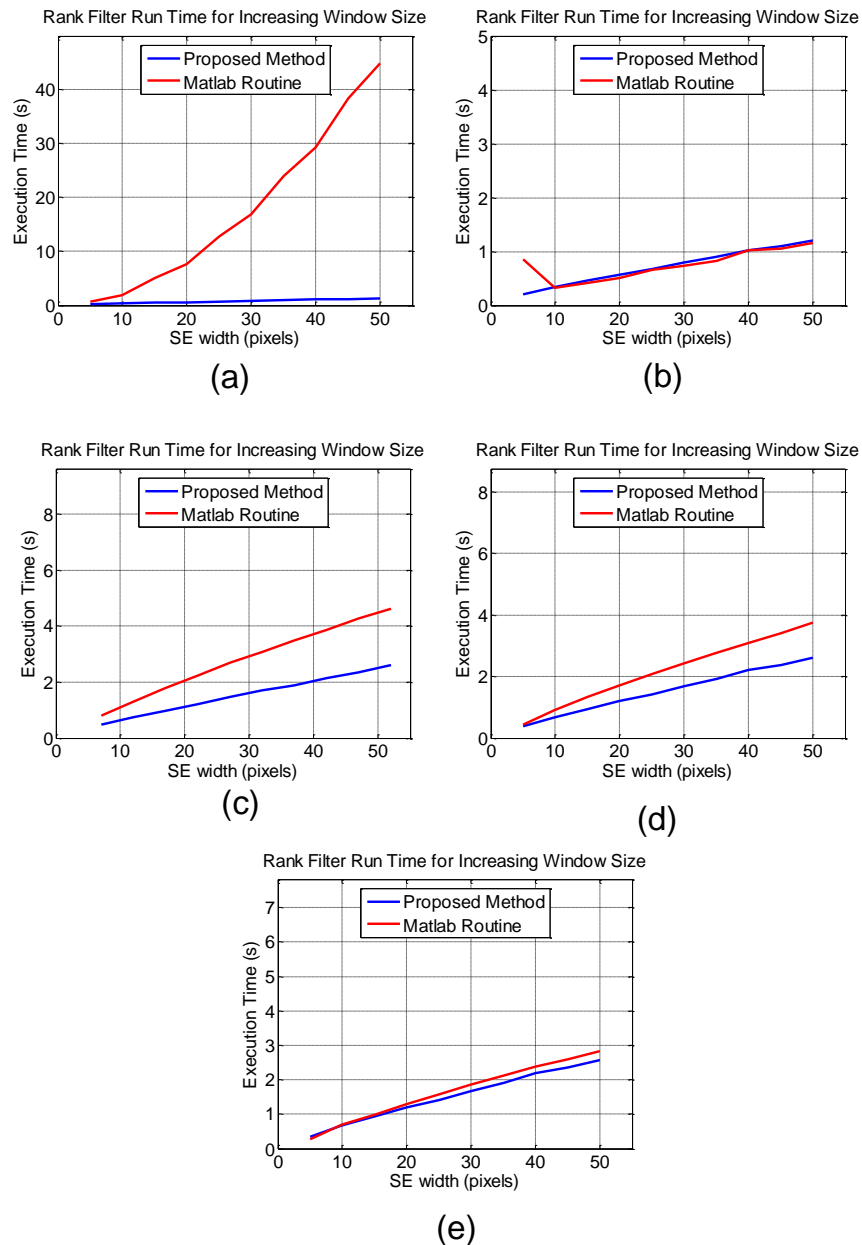 Rank Filter Run Time for Increasing Window Size
Proposed Method
Matlab Routine
Execution Time (s)
40
30
20
10
0
0 10 20 30 40 50
SE width (pixels)
(a)
Rank Filter Run Time for Increasing Window Size
Proposed Method
Matlab Routine
Execution Time (s)
5
4
3
2
1
0
0 10 20 30 40 50
SE width (pixels)
(b)
Rank Filter Run Time for Increasing Window Size
Proposed Method
Matlab Routine
Execution Time (s)
8
6
4
2
0
0 10 20 30 40 50
SE width (pixels)
(c)
Rank Filter Run Time for Increasing Window Size
Proposed Method
Matlab Routine
Execution Time (s)
8
6
4
2
0
0 10 20 30 40 50
SE width (pixels)
(d)
Rank Filter Run Time for Increasing Window Size
Proposed Method
Matlab Routine
Execution Time (s)
7
6
5
4
3
2
1
0
0 10 20 30 40 50
SE width (pixels)
(e)